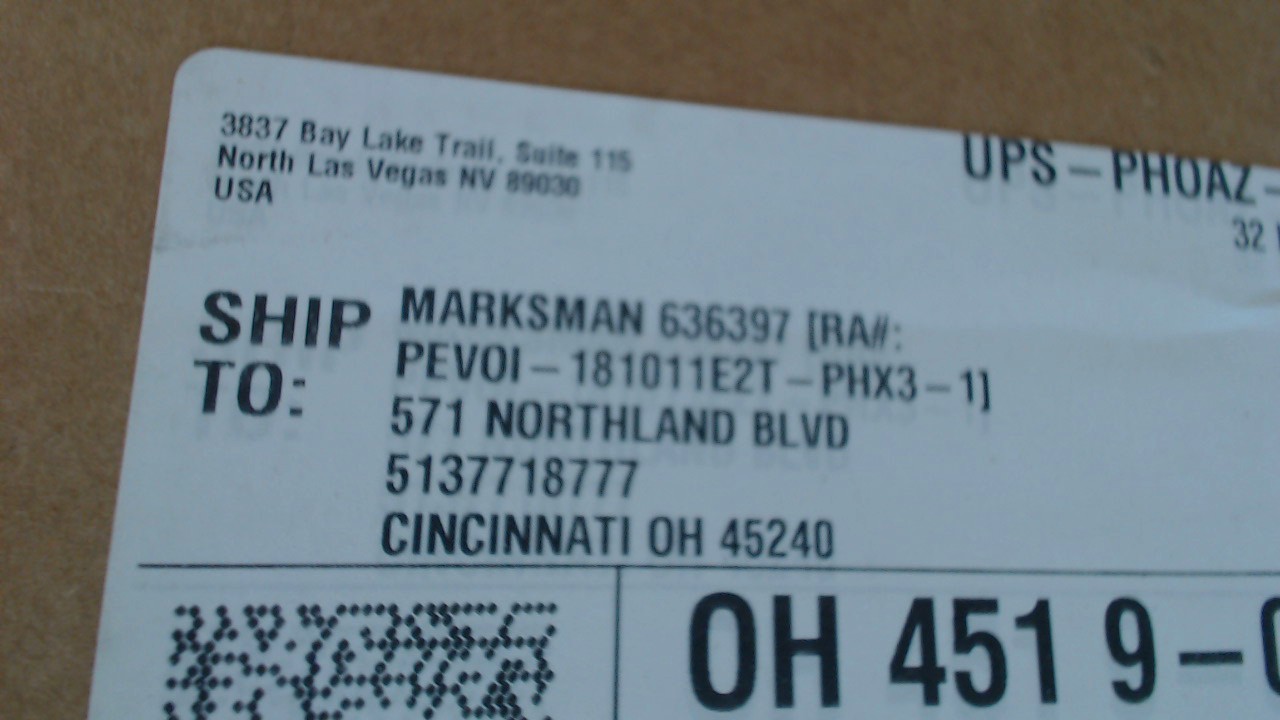 3837 Bay Lake Trail, Suite 115
North Las Vegas NV 89030
USA
UPS - PHOAZ -
32
SHIP TO:
MARKSMAN 636397 [RA#:
PEVOI - 181011E2T - PHX3 - 1]
571 NORTHLAND BLVD
5137718777
CINCINNATI OH 45240
OH 451 9 -